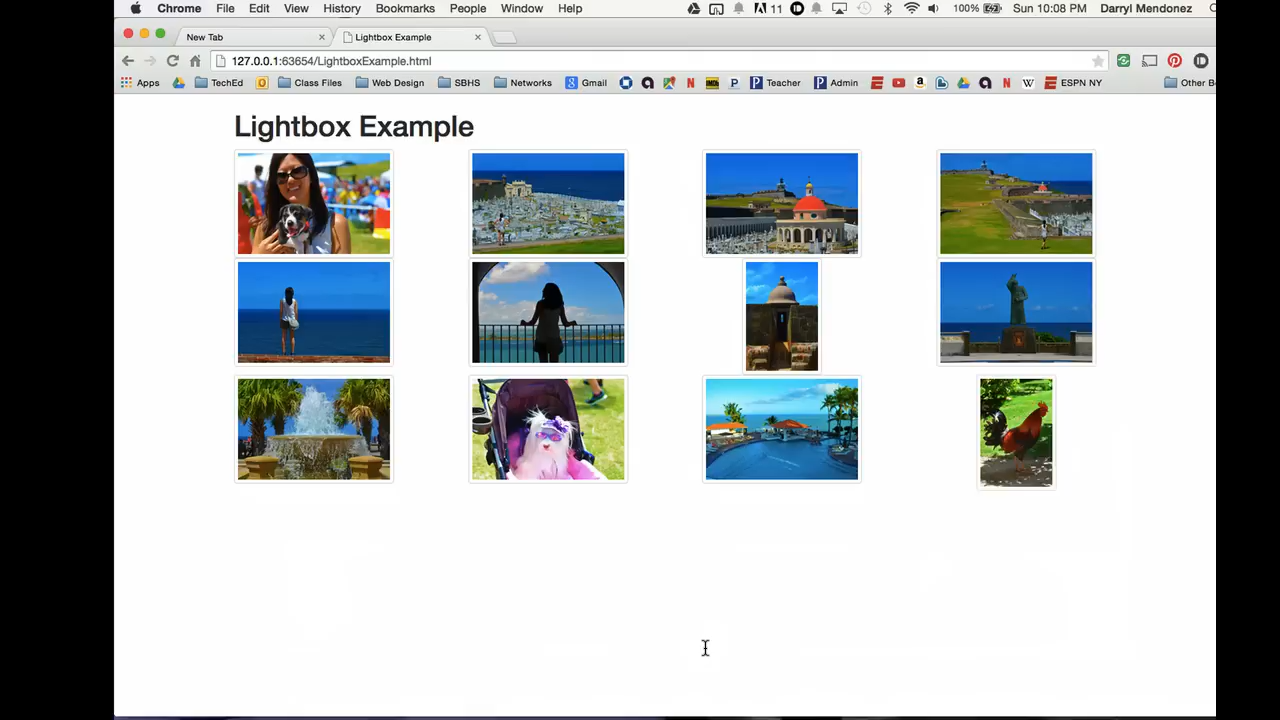 Chrome File Edit View History Bookmarks People Window Help 11 100% Sun 10:08 PM Darryl Mendonez
New Tab × Lightbox Example ×
127.0.0.1:63654/LightboxExample.html
Apps TechEd Class Files Web Design SBHS Networks Gmail Teacher Admin ESPN NY Other B
Lightbox Example